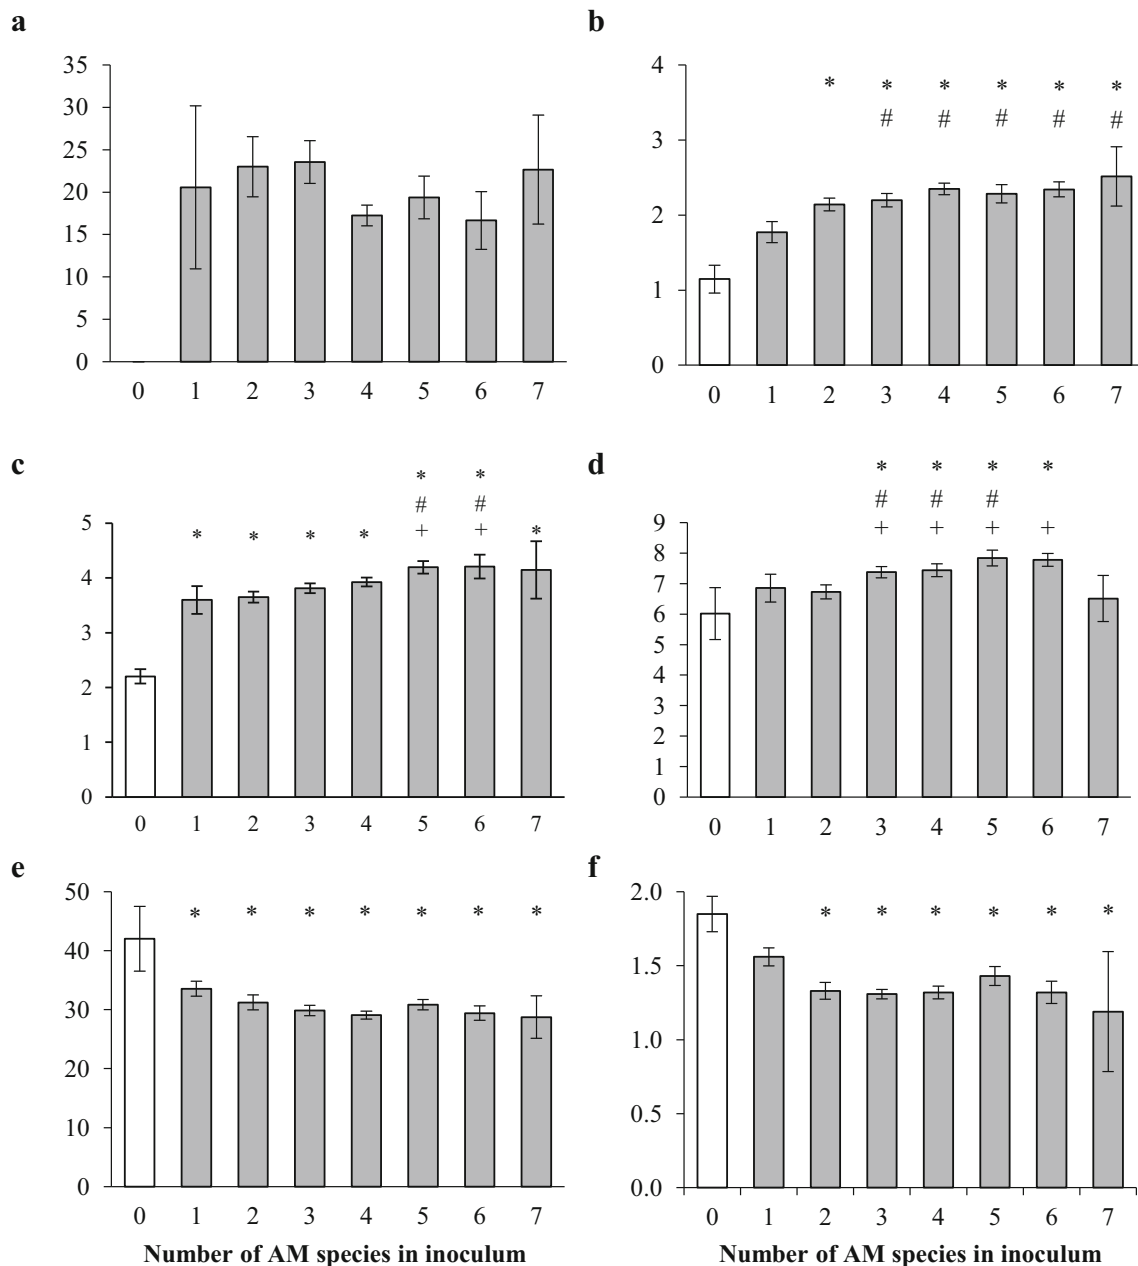 a
35
30
25
20
15
10
5
0
0 1 2 3 4 5 6 7
b
* * * * * *
# # # # #
4
3
2
1
0
0 1 2 3 4 5 6 7
c
* *
# #
* * * * + + *
5
4
3
2
1
0
0 1 2 3 4 5 6 7
d
* * * *
# # #
+ + + +
9
8
7
6
5
4
3
2
1
0
0 1 2 3 4 5 6 7
e
* * * * * * *
50
40
30
20
10
0
0 1 2 3 4 5 6 7
Number of AM species in inoculum
f
* * * * * *
2.0
1.5
1.0
0.5
0.0
0 1 2 3 4 5 6 7
Number of AM species in inoculum